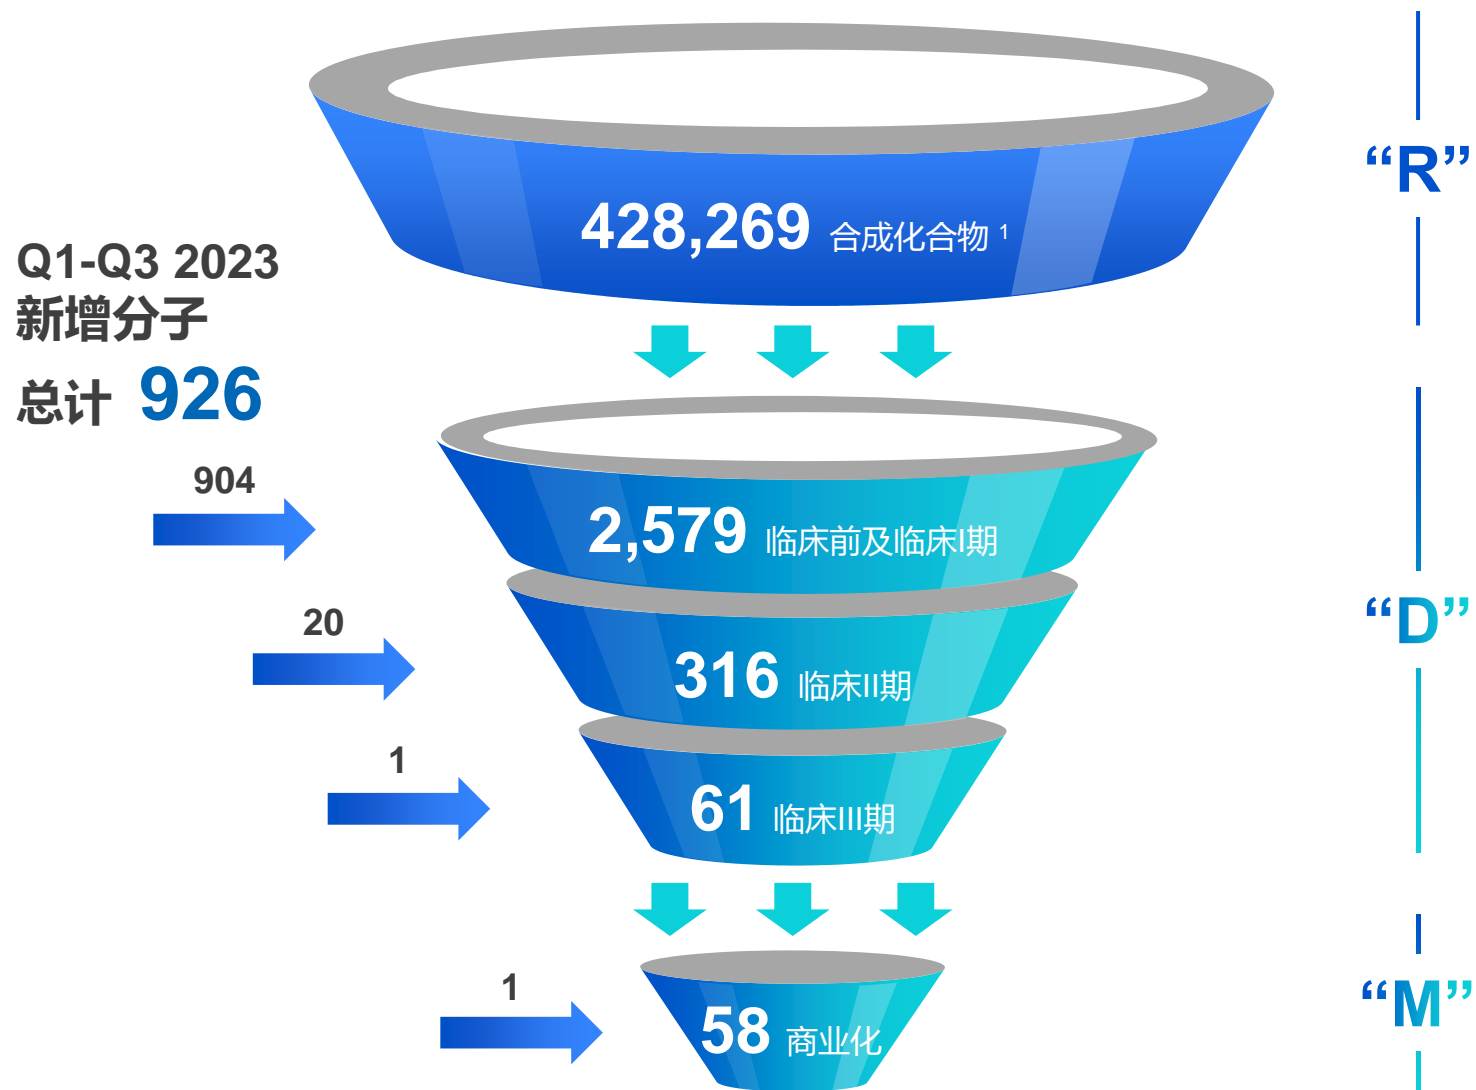 “R”
428,269 合成化合物 1
Q1-Q3 2023
新增分子
总计 926
904
2,579 临床前及临床I期
“D”
20
316 临床II期
1
61 临床III期
1
“M”
58 商业化